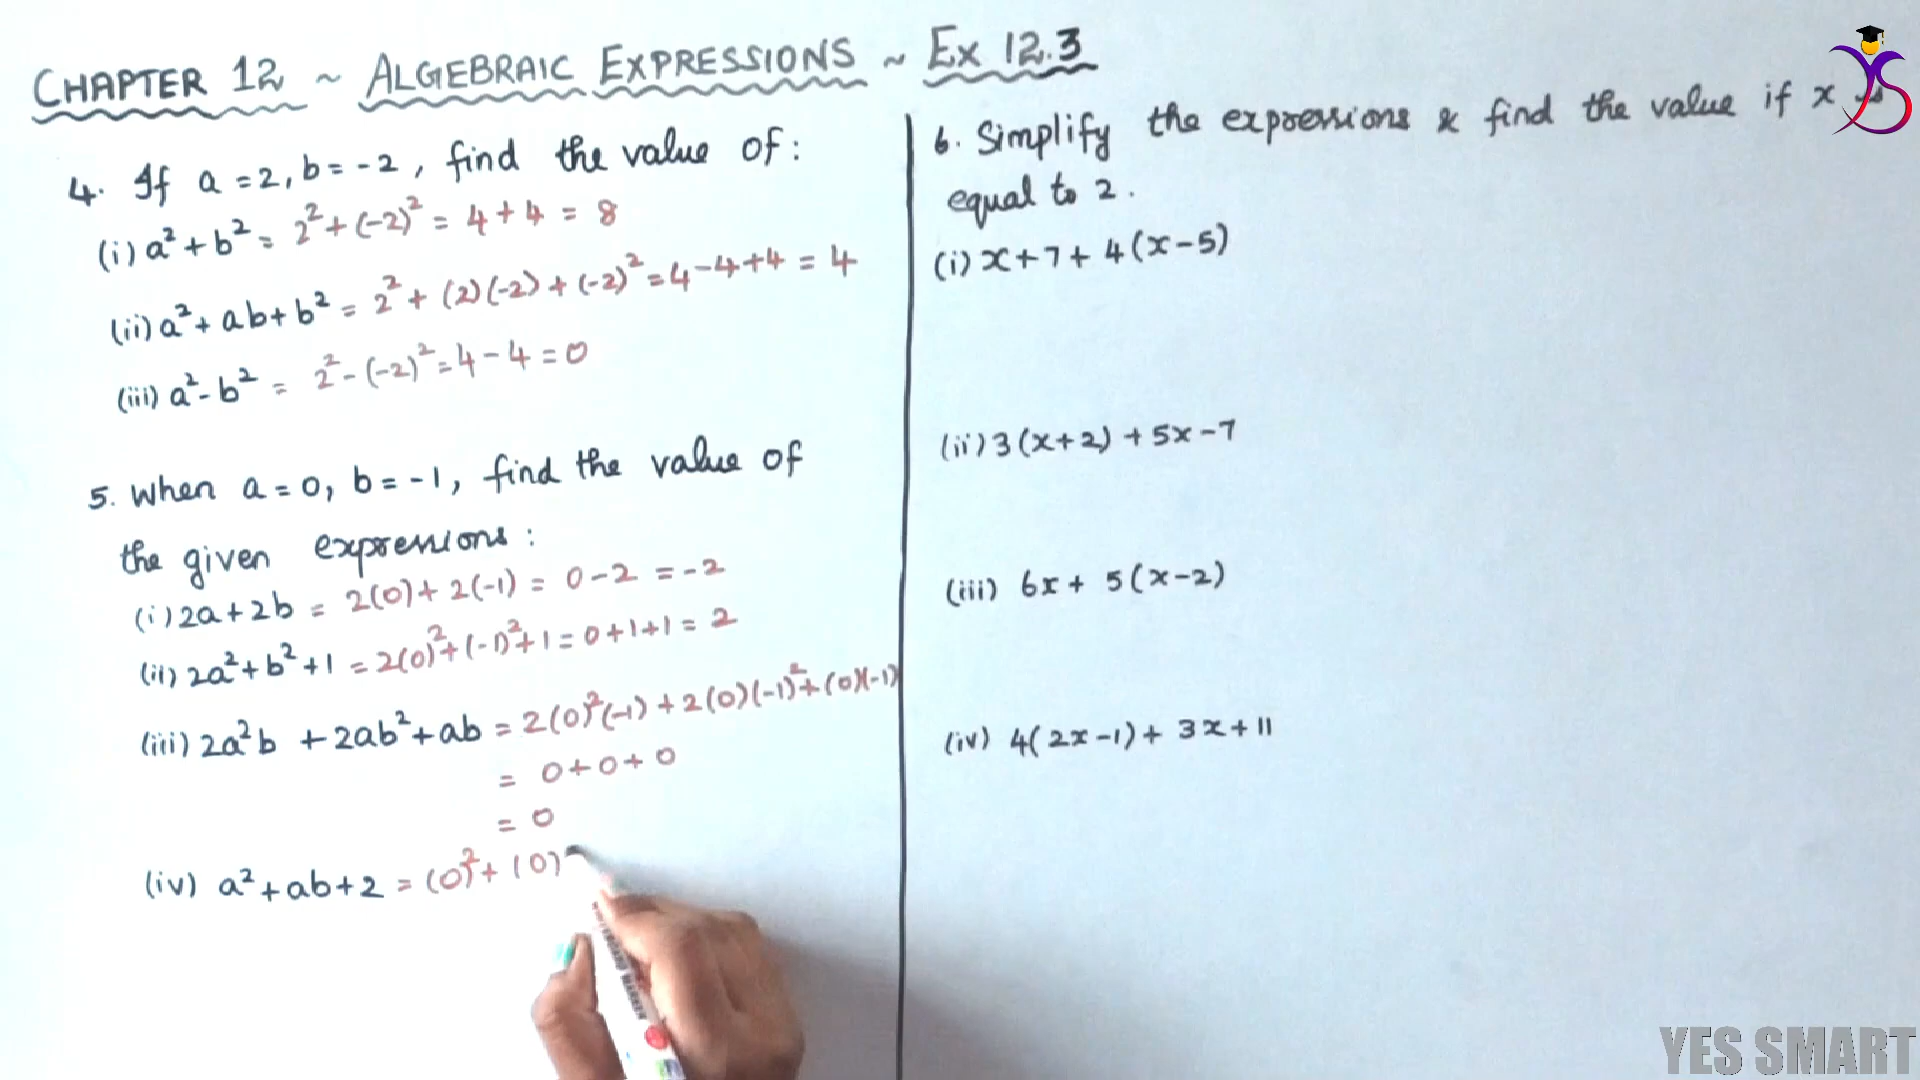 CHAPTER 12 ~ ALGEBRAIC EXPRESSIONS ~ Ex 12.3
4. If a = 2, b = -2, find the value of :
(i) a² + b² = 2² + (-2)² = 4 + 4 = 8
(ii) a² + ab + b² = 2² + (2)(-2) + (-2)² = 4 - 4 + 4 = 4
(iii) a² - b² = 2² - (-2)² = 4 - 4 = 0
5. When a = 0, b = -1, find the value of
the given expressions :
(i) 2a + 2b = 2(0) + 2(-1) = 0 - 2 = -2
(ii) 2a² + b² + 1 = 2(0)² + (-1)² + 1 = 0 + 1 + 1 = 2
(iii) 2a²b + 2ab² + ab = 2(0)²(-1) + 2(0)(-1)² + (0)(-1)
= 0 + 0 + 0
= 0
(iv) a² + ab + 2 = (0)² + (0)
6. Simplify the expressions & find the value if x
equal to 2.
(i) x + 7 + 4(x - 5)
(ii) 3(x + 2) + 5x - 7
(iii) 6x + 5(x - 2)
(iv) 4(2x - 1) + 3x + 11
YS
YES SMART